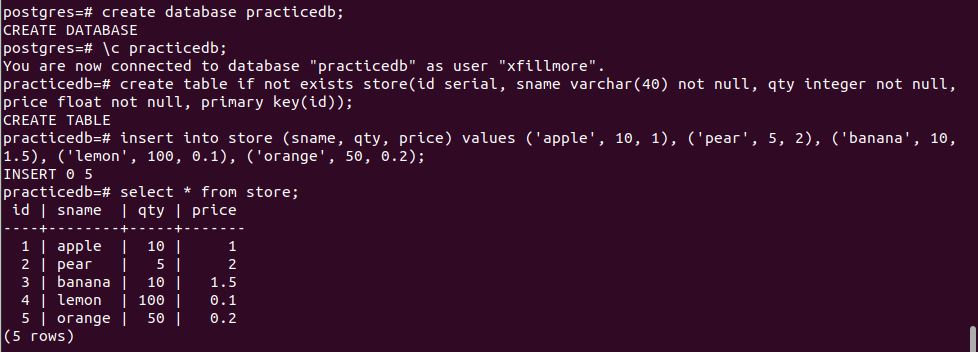 postgres=# create database practicedb;
CREATE DATABASE
postgres=# \c practicedb;
You are now connected to database "practicedb" as user "xfillmore".
practicedb=# create table if not exists store(id serial, sname varchar(40) not null, qty integer not null,
price float not null, primary key(id));
CREATE TABLE
practicedb=# insert into store (sname, qty, price) values ('apple', 10, 1), ('pear', 5, 2), ('banana', 10,
1.5), ('lemon', 100, 0.1), ('orange', 50, 0.2);
INSERT 0 5
practicedb=# select * from store;
 id | sname  | qty | price
----+--------+-----+-------
  1 | apple  |  10 |     1
  2 | pear   |   5 |     2
  3 | banana |  10 |   1.5
  4 | lemon  | 100 |   0.1
  5 | orange |  50 |   0.2
(5 rows)